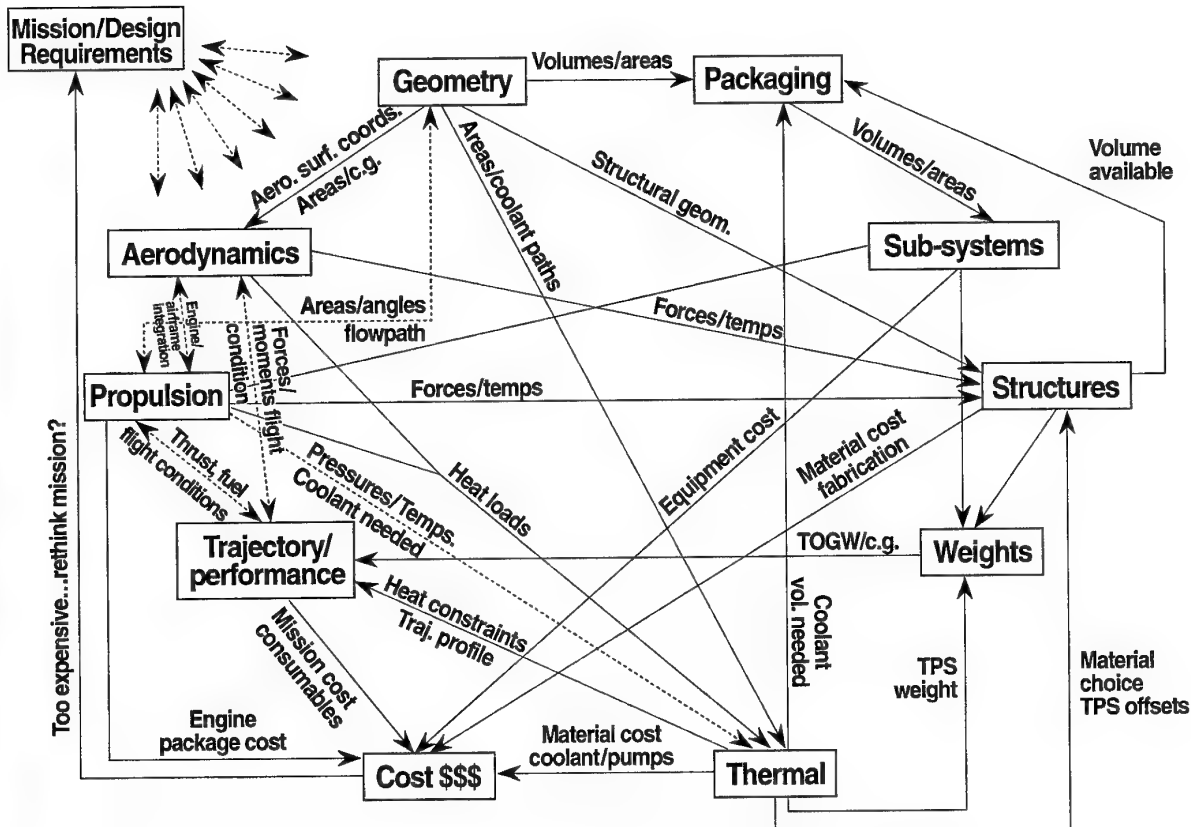 Mission/Design
Requirements
Geometry
Volumes/areas
Packaging
Aero. surf. coords.
Areas/c.g.
Areas/coolant paths
Structural geom.
Volumes/areas
Volume
available
Aerodynamics
Sub-systems
Engine/
airframe
integration
Areas/angles
flowpath
Forces/
moments flight
condition
Forces/temps
Propulsion
Forces/temps
Structures
Thrust, fuel
flight conditions
Pressures/Temps.
Coolant needed
Heat loads
Equipment cost
Material cost
fabrication
Too expensive...rethink mission?
Trajectory/
performance
TOGW/c.g.
Weights
Heat constraints
Traj. profile
Mission cost
consumables
Coolant
vol. needed
TPS
weight
Material
choice
TPS offsets
Engine
package cost
Material cost
coolant/pumps
Cost $$$
Thermal